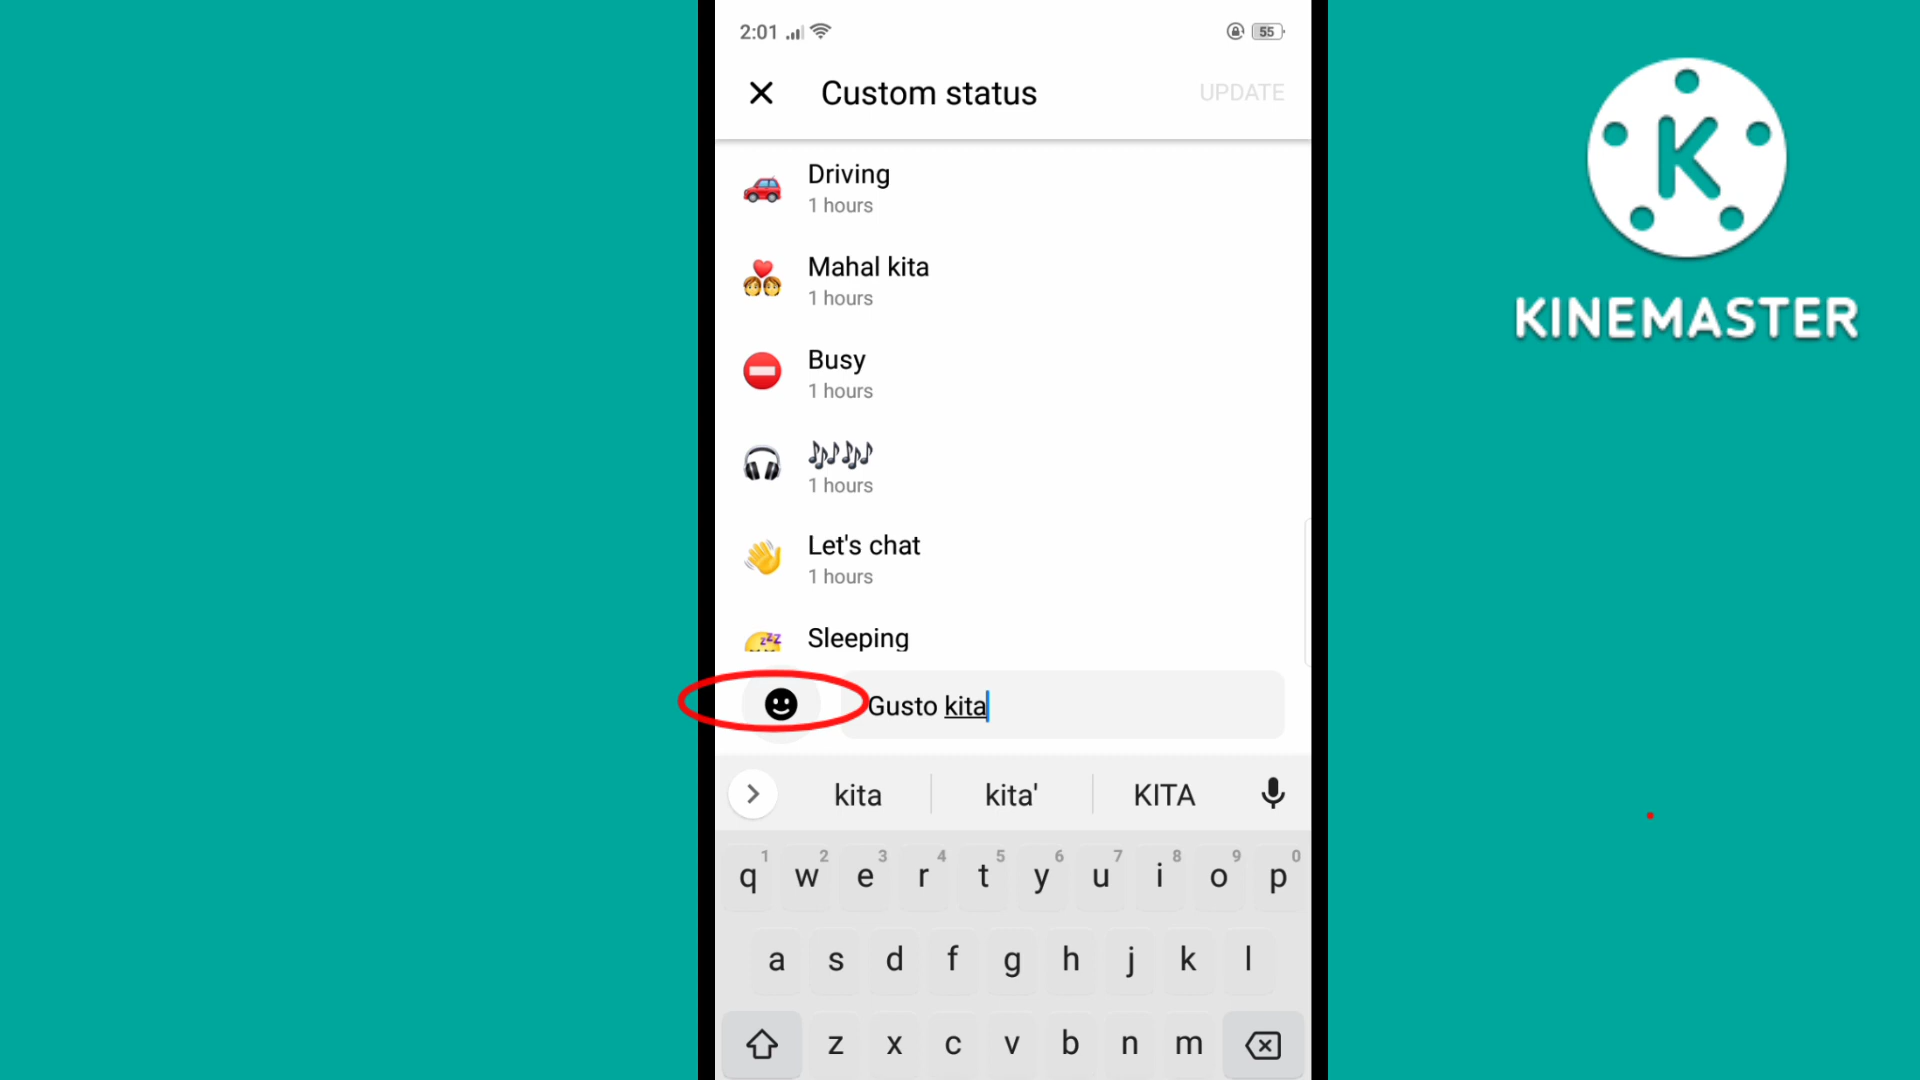 2:01
55
Custom status
UPDATE
Driving
1 hours
Mahal kita
1 hours
Busy
1 hours
🎶🎶
1 hours
Let's chat
1 hours
Sleeping
Gusto kita
kita
kita'
KITA
1 2 3 4 5 6 7 8 9 0
q w e r t y u i o p
a s d f g h j k l
z x c v b n m
K
KINEMASTER